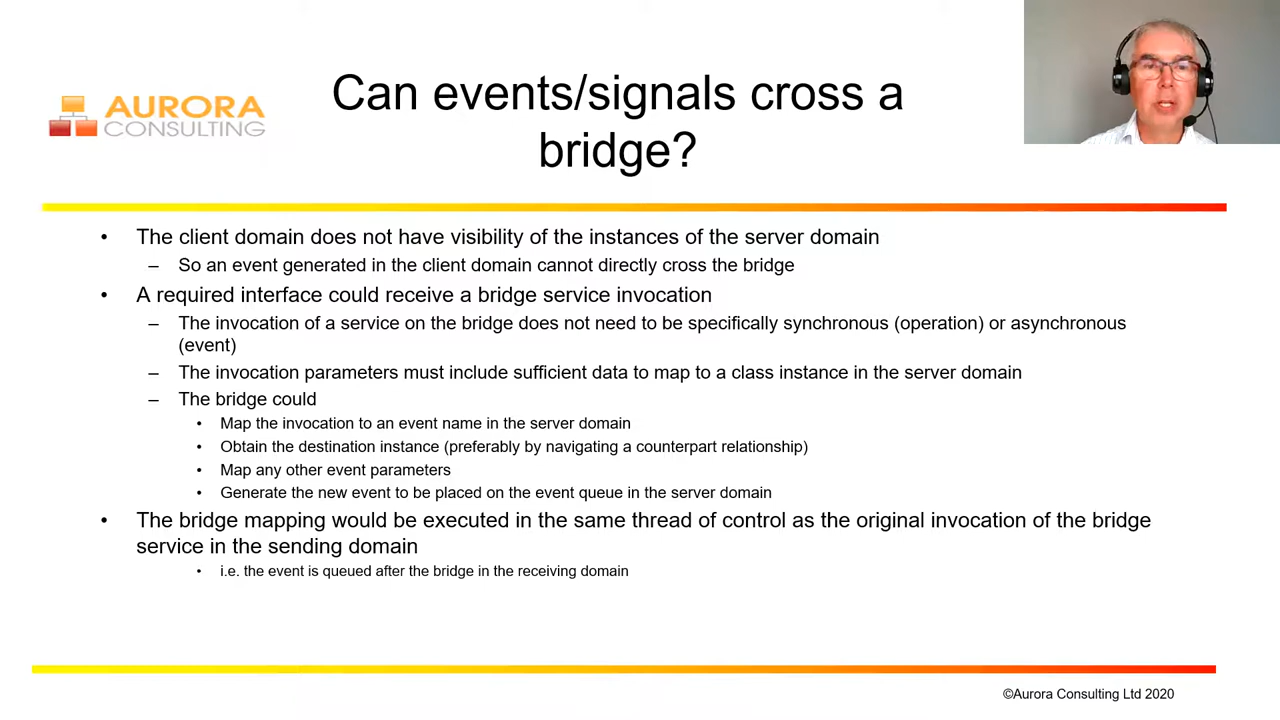 AURORA
CONSULTING
Can events/signals cross a
bridge?
• The client domain does not have visibility of the instances of the server domain
– So an event generated in the client domain cannot directly cross the bridge
• A required interface could receive a bridge service invocation
– The invocation of a service on the bridge does not need to be specifically synchronous (operation) or asynchronous
(event)
– The invocation parameters must include sufficient data to map to a class instance in the server domain
– The bridge could
• Map the invocation to an event name in the server domain
• Obtain the destination instance (preferably by navigating a counterpart relationship)
• Map any other event parameters
• Generate the new event to be placed on the event queue in the server domain
• The bridge mapping would be executed in the same thread of control as the original invocation of the bridge
service in the sending domain
• i.e. the event is queued after the bridge in the receiving domain
©Aurora Consulting Ltd 2020